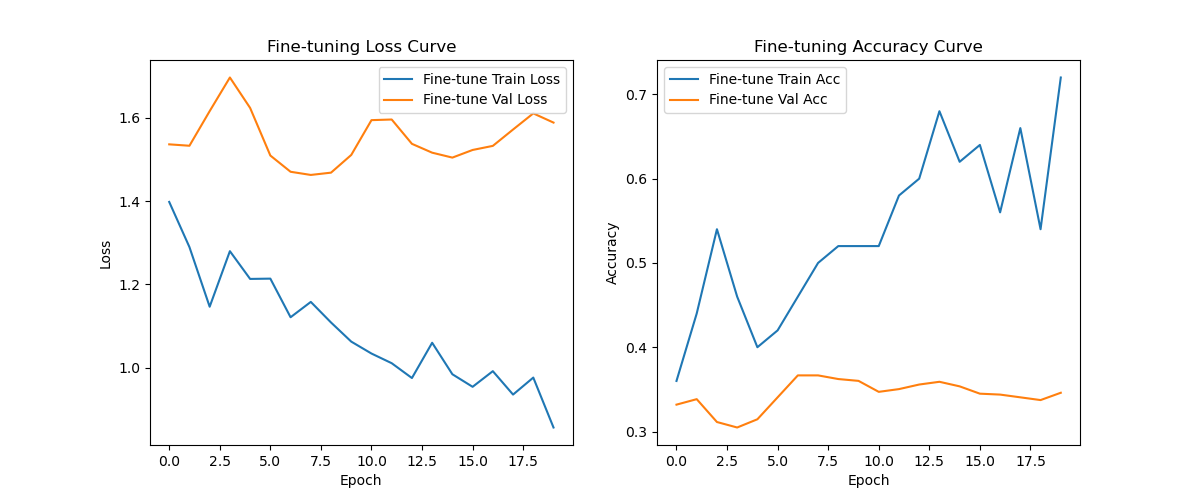 Fine-tuning Loss Curve
Fine-tune Train Loss
Fine-tune Val Loss
Loss
1.6
1.4
1.2
1.0
0.0 2.5 5.0 7.5 10.0 12.5 15.0 17.5
Epoch
Fine-tuning Accuracy Curve
Fine-tune Train Acc
Fine-tune Val Acc
Accuracy
0.7
0.6
0.5
0.4
0.3
0.0 2.5 5.0 7.5 10.0 12.5 15.0 17.5
Epoch